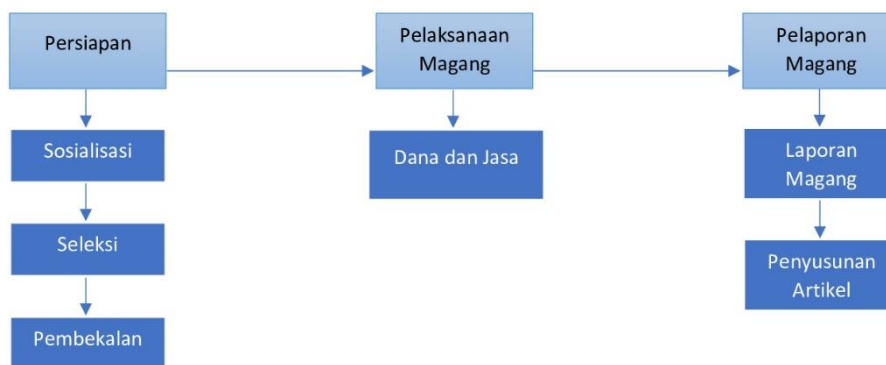 Persiapan
Sosialisasi
Seleksi
Pembekalan
Pelaksanaan
Magang
Dana dan Jasa
Pelaporan
Magang
Laporan
Magang
Penyusunan
Artikel